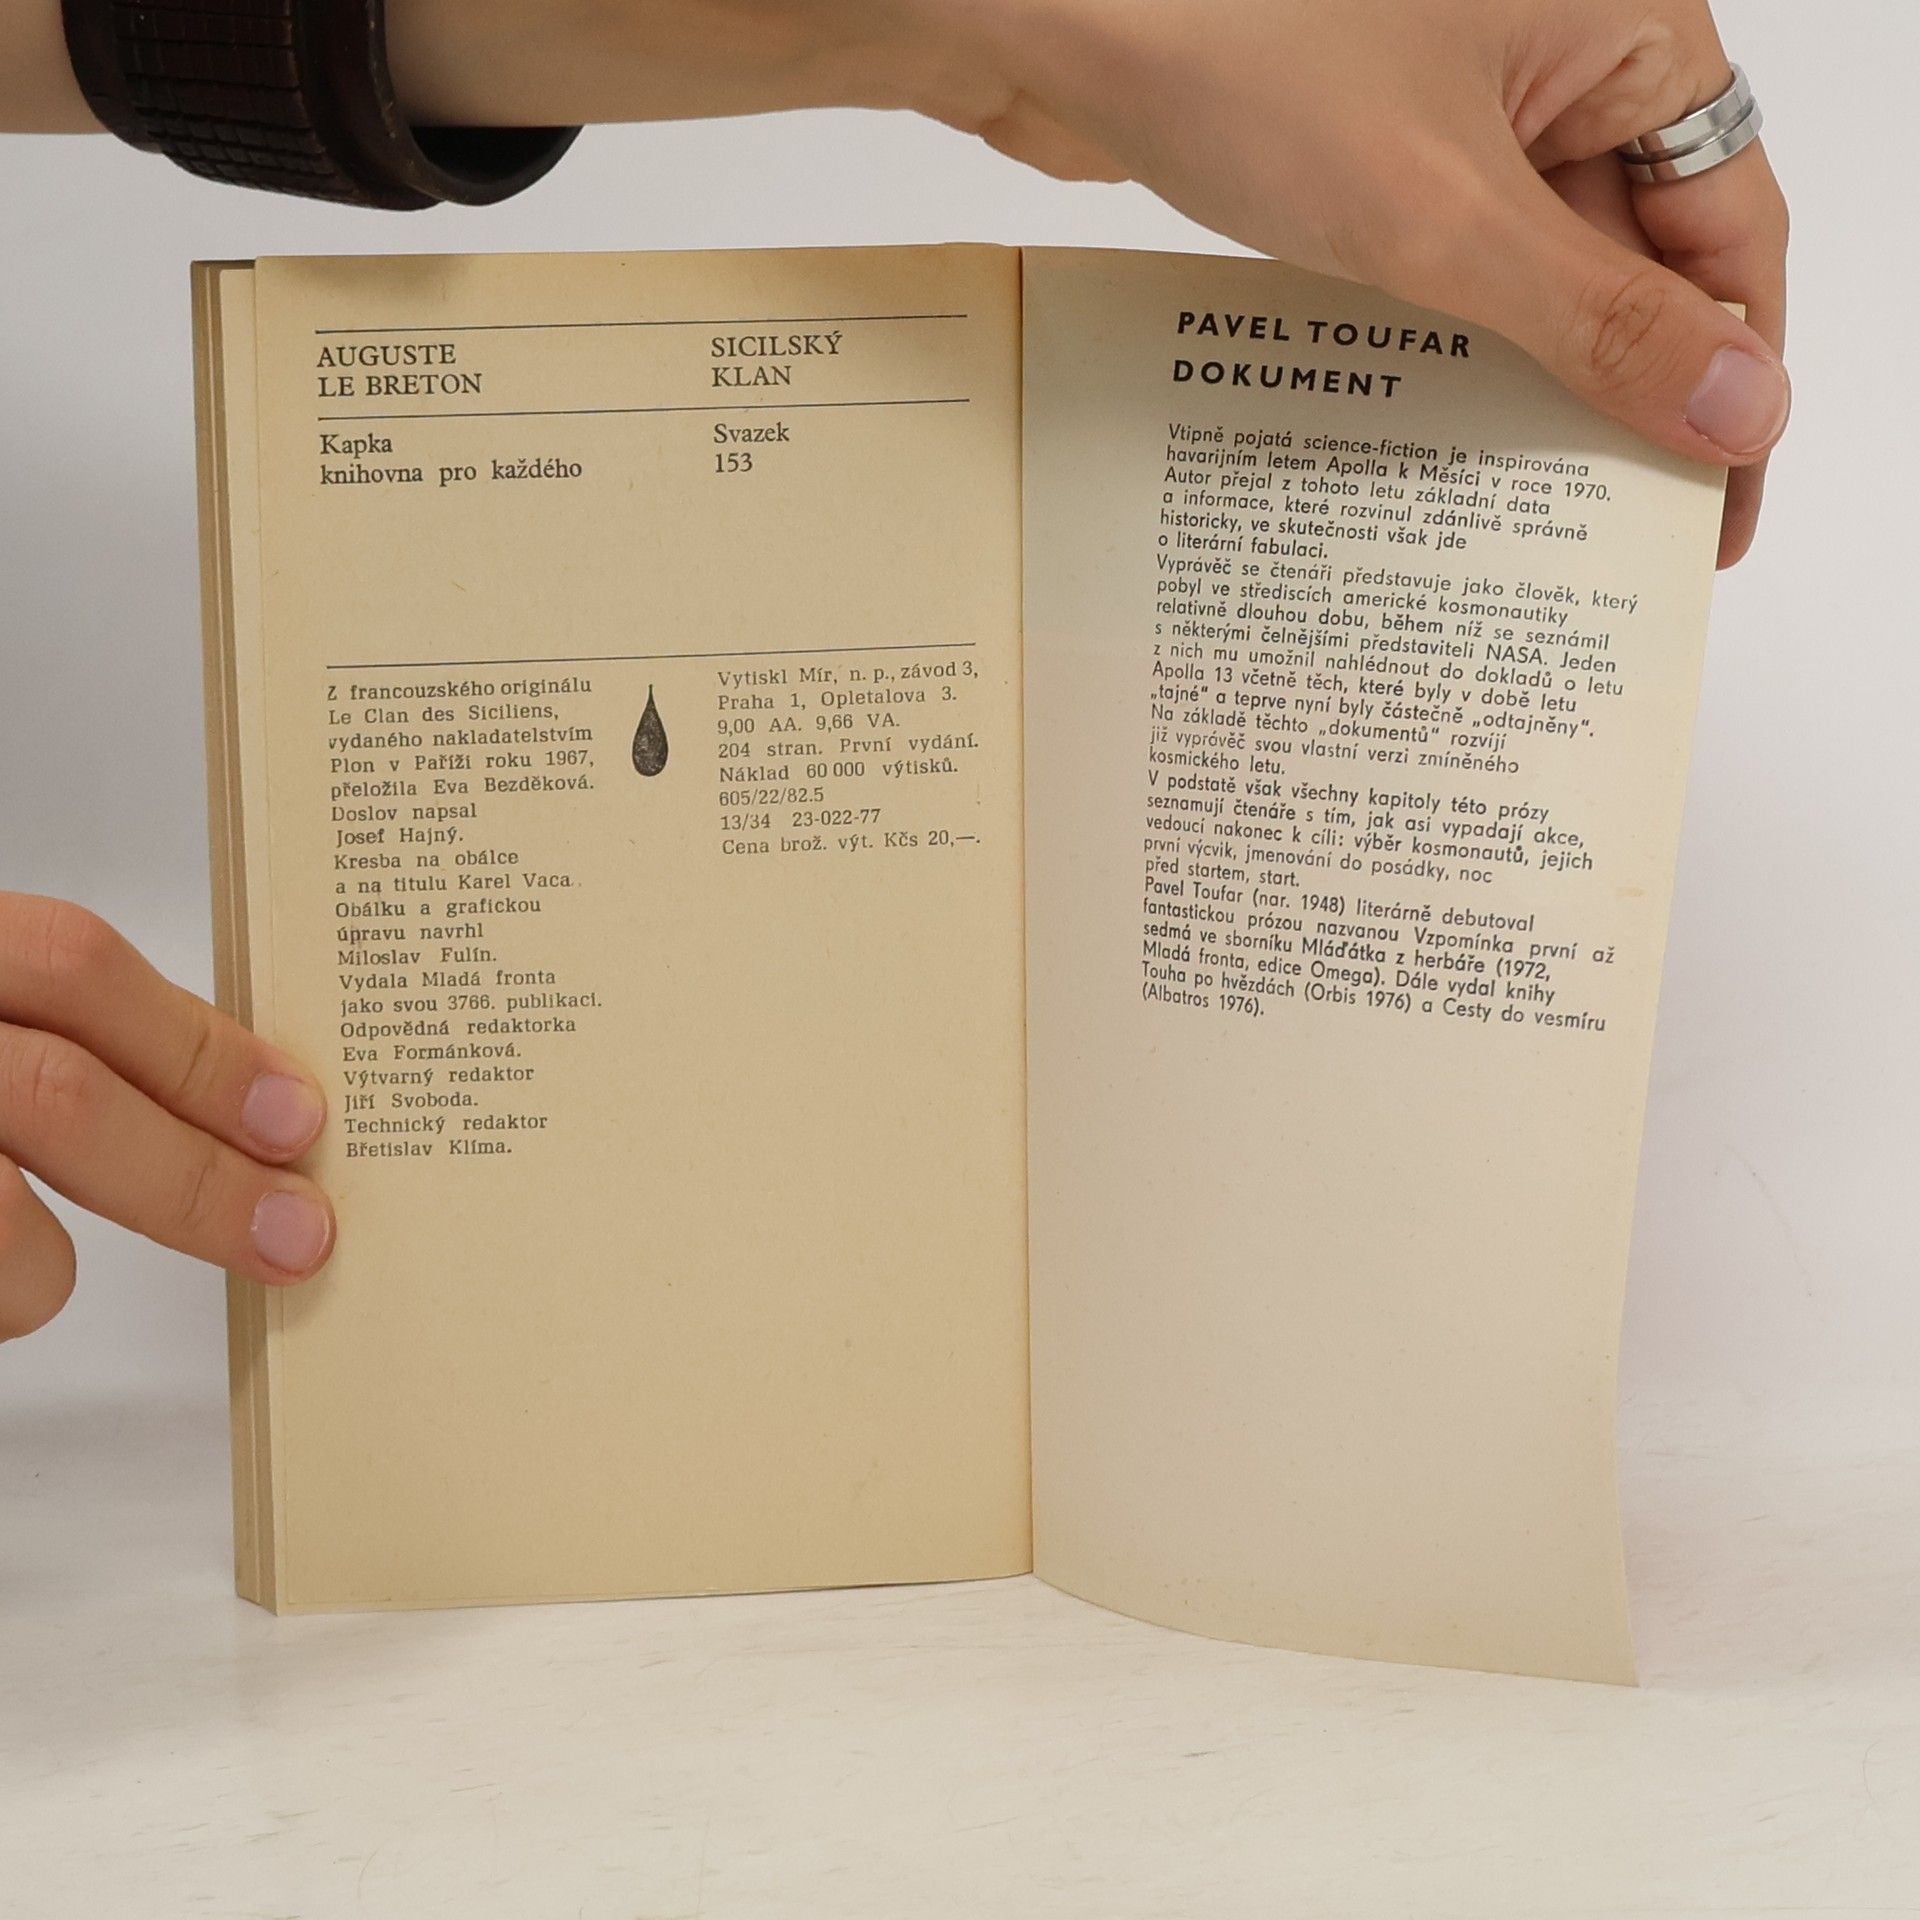 AUGUSTE
LE BRETON
SICILSKÝ
KLAN
Kapka
knihovna pro každého
Svazek
153
Z francouzského originálu
Le Clan des Siciliens,
vydaného nakladatelstvím
Plon v Paříži roku 1967,
přeložila Eva Bezděková.
Doslov napsal
Josef Hajný.
Kresba na obálce
a na titulu Karel Vaca.
Obálku a grafickou
úpravu navrhl
Miloslav Fulín.
Vydala Mladá fronta
jako svou 3766. publikaci.
Odpovědná redaktorka
Eva Formánková.
Výtvarný redaktor
Jiří Svoboda.
Technický redaktor
Břetislav Klíma.
Vytiskl Mír, n. p., závod 3,
Praha 1, Opletalova 3.
9,00 AA. 9,66 VA.
204 stran. První vydání.
Náklad 60 000 výtisků.
605/22/82.5
13/34 23-022-77
Cena brož. výt. Kčs 20,—.
PAVEL TOUFAR
DOKUMENT
Vtipně pojatá science-fiction je inspirována
havarijním letem Apolla k Měsíci v roce 1970.
Autor přejal z tohoto letu základní data
a informace, které rozvinul zdánlivě správně
historicky, ve skutečnosti však jde
o literární fabulaci.
Vyprávěč se čtenáři představuje jako člověk, který
pobyl ve střediscích americké kosmonautiky
relativně dlouhou dobu, během níž se seznámil
s některými čelnějšími představiteli NASA. Jeden
z nich mu umožnil nahlédnout do dokladů o letu
Apolla 13 včetně těch, které byly v době letu
„tajné“ a teprve nyní byly částečně „odtajněny“.
Na základě těchto „dokumentů“ rozvíjí
již vyprávěč svou vlastní verzi zmíněného
kosmického letu.
V podstatě však všechny kapitoly této prózy
seznamují čtenáře s tím, jak asi vypadají akce,
vedoucí nakonec k cíli: výběr kosmonautů, jejich
první výcvik, jmenování do posádky, noc
před startem, start.
Pavel Toufar (nar. 1948) literárně debutoval
fantastickou prózou nazvanou Vzpomínka první až
sedmá ve sborníku Mláďátka z herbáře (1972,
Mladá fronta, edice Omega). Dále vydal knihy
Touha po hvězdách (Orbis 1976) a Cesty do vesmíru
(Albatros 1976).